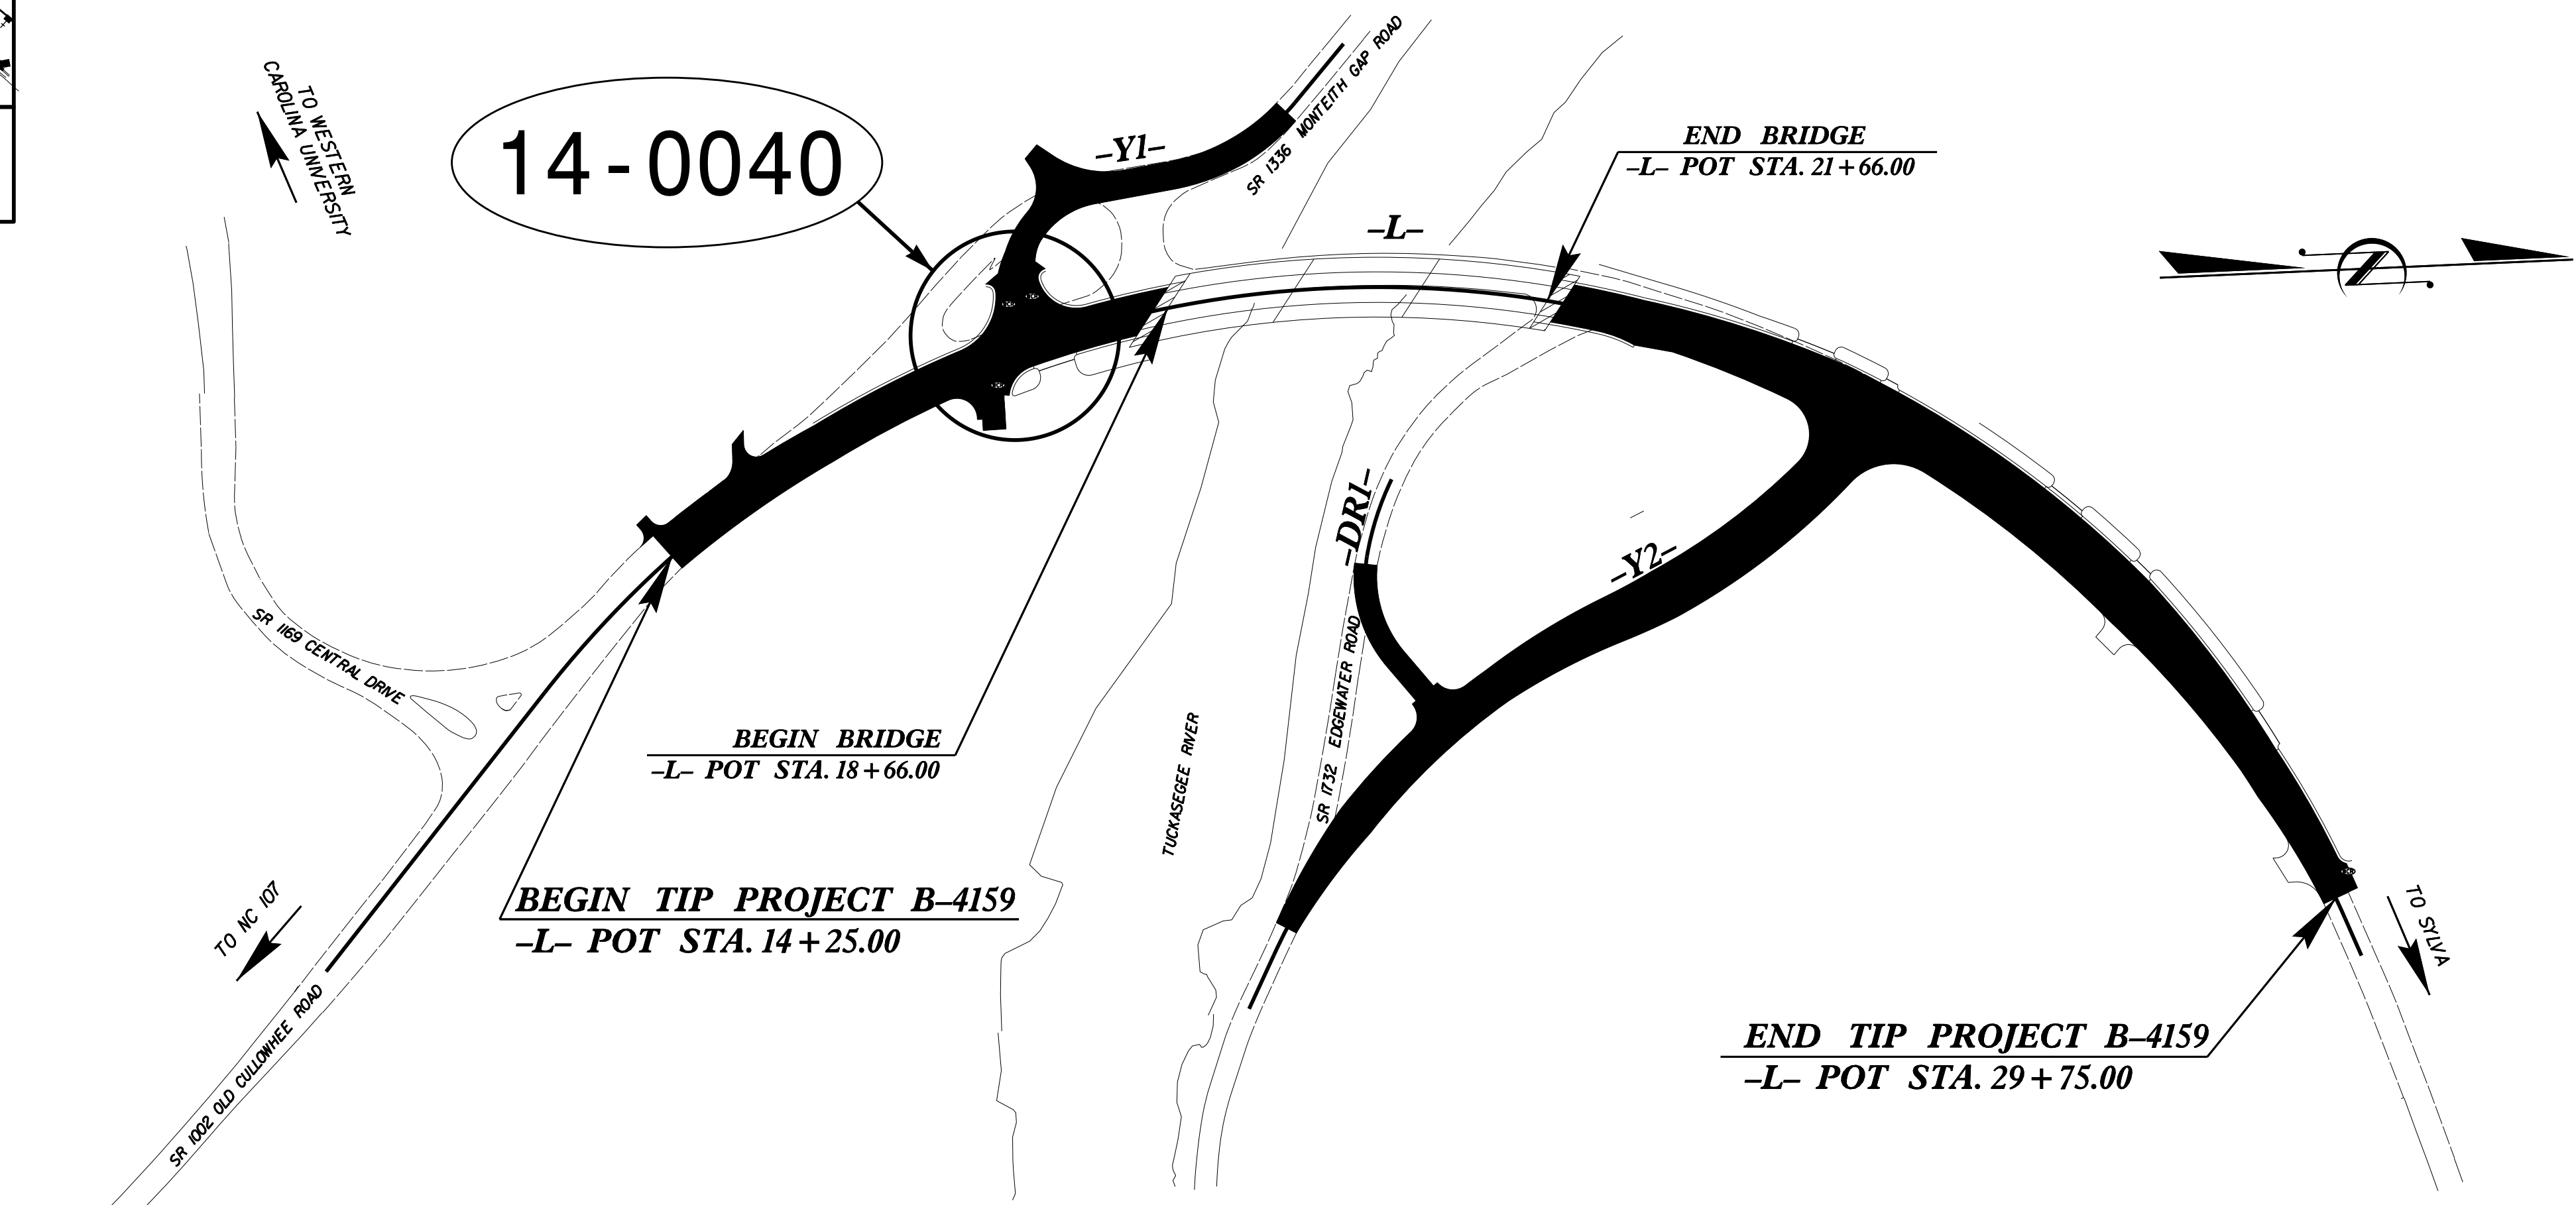 TO WESTERN
CAROLINA UNIVERSITY
14-0040
–Y1–
SR 1336 MONTEITH GAP ROAD
END BRIDGE
–L– POT STA. 21+66.00
–L–
–DR1–
–Y2–
SR 1169 CENTRAL DRIVE
SR 1732 EDGEWATER ROAD
TUCKASEGEE RIVER
BEGIN BRIDGE
–L– POT STA. 18+66.00
BEGIN TIP PROJECT B–4159
–L– POT STA. 14+25.00
TO NC 107
SR 1002 OLD CULLOWHEE ROAD
TO SYLVA
END TIP PROJECT B–4159
–L– POT STA. 29+75.00